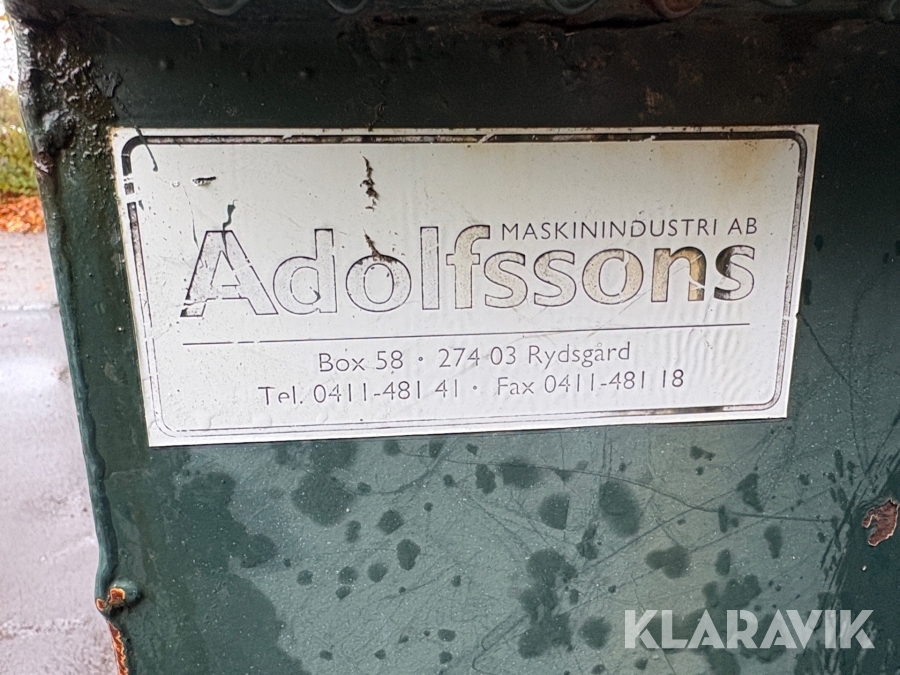 MASKININDUSTRI AB
Adolfssons
Box 58 · 274 03 Rydsgård
Tel. 0411-481 41 · Fax 0411-481 18
KLARAVIK